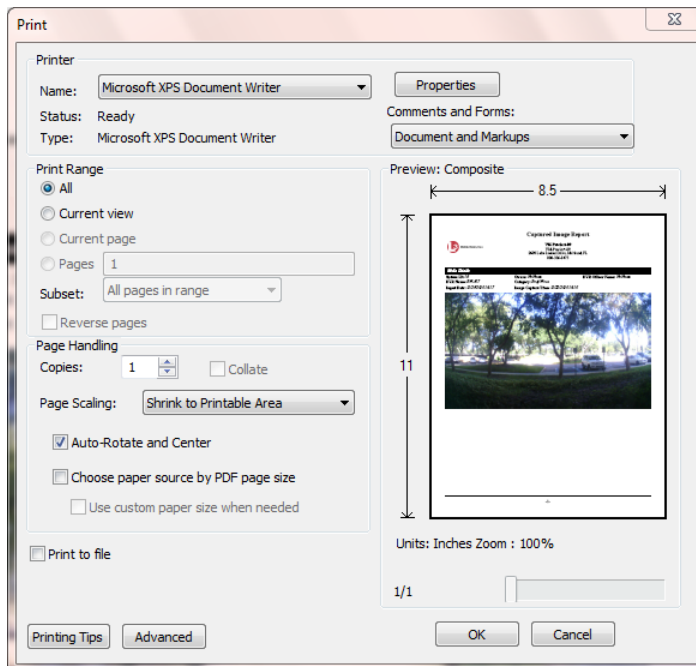 Print
Printer
Name: Microsoft XPS Document Writer
Properties
Status: Ready
Comments and Forms:
Type: Microsoft XPS Document Writer
Document and Markups
Print Range
All
Current view
Current page
Pages 1
Subset: All pages in range
Reverse pages
Page Handling
Copies: 1
Collate
Page Scaling: Shrink to Printable Area
Auto-Rotate and Center
Choose paper source by PDF page size
Use custom paper size when needed
Print to file
Preview: Composite
8.5
11
Captured Image Report
Units: Inches Zoom : 100%
1/1
Printing Tips
Advanced
OK
Cancel